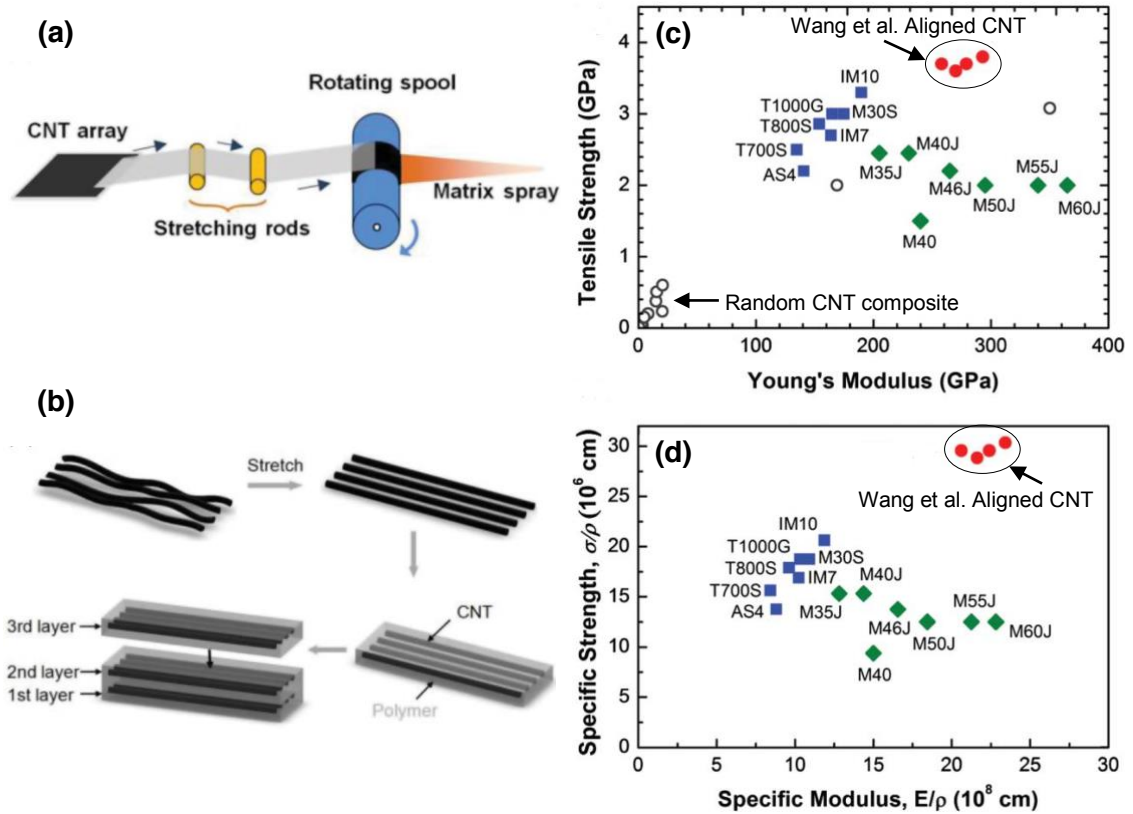 (a)
Rotating spool
CNT array
Matrix spray
Stretching rods
(b)
Stretch
CNT
3rd layer
2nd layer
1st layer
Polymer
(c)
Wang et al. Aligned CNT
IM10
T1000G
M30S
T800S
IM7
M40J
T700S
M35J
M55J
AS4
M46J
M50J
M60J
M40
Random CNT composite
Tensile Strength (GPa)
4
3
2
1
0
0
100
200
300
400
Young's Modulus (GPa)
(d)
Wang et al. Aligned CNT
IM10
T1000G
M30S
T800S
M40J
T700S
IM7
M55J
AS4
M35J
M46J
M50J
M60J
M40
Specific Strength, σ/ρ (10⁶ cm)
30
25
20
15
10
5
0
0
5
10
15
20
25
30
Specific Modulus, E/ρ (10⁸ cm)